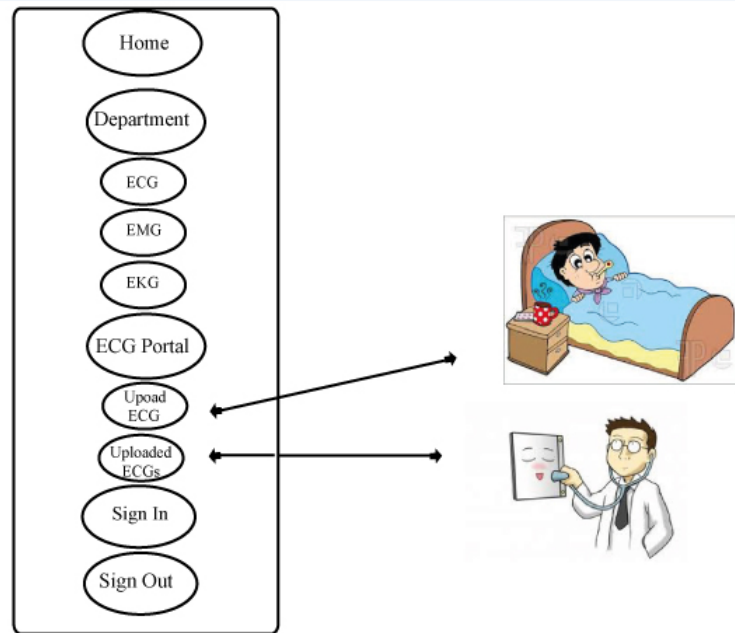 Home
Department
ECG
EMG
EKG
ECG Portal
Upoad
ECG
Uploaded
ECGs
Sign In
Sign Out